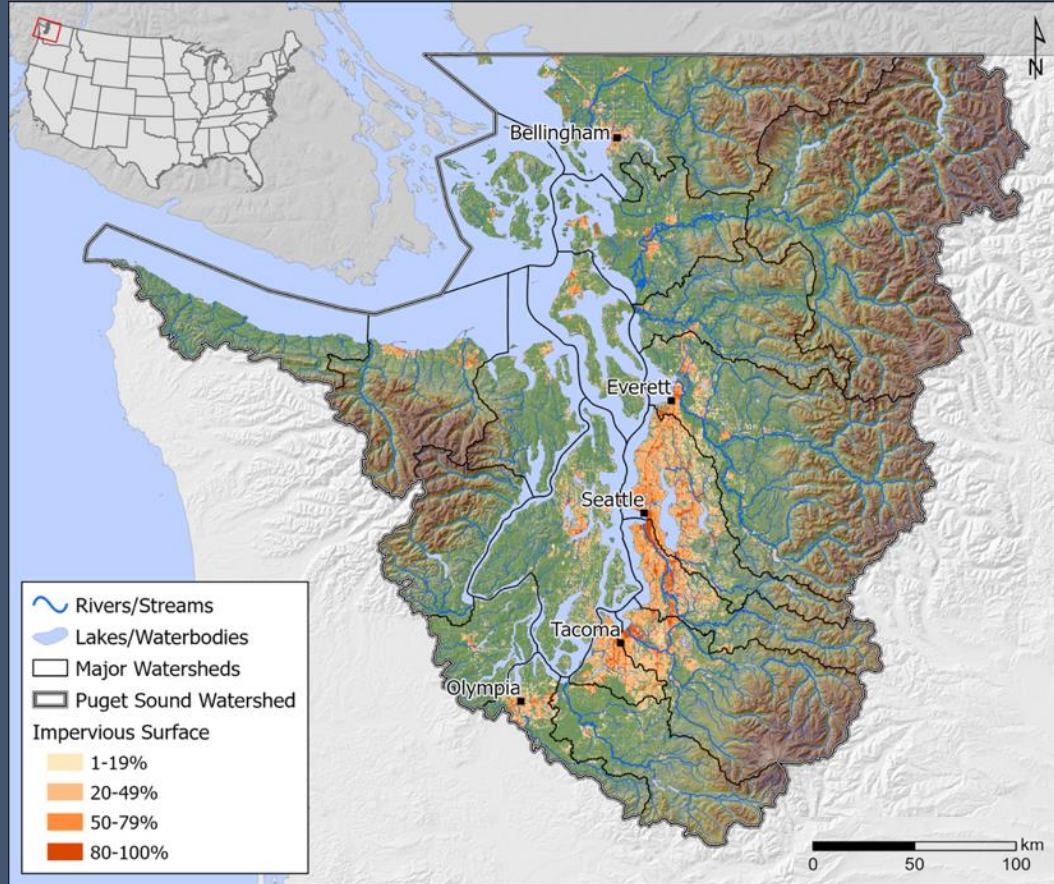 N
Bellingham
Everett
Seattle
Tacoma
Olympia
Rivers/Streams
Lakes/Waterbodies
Major Watersheds
Puget Sound Watershed
Impervious Surface
1-19%
20-49%
50-79%
80-100%
km
0 50 100